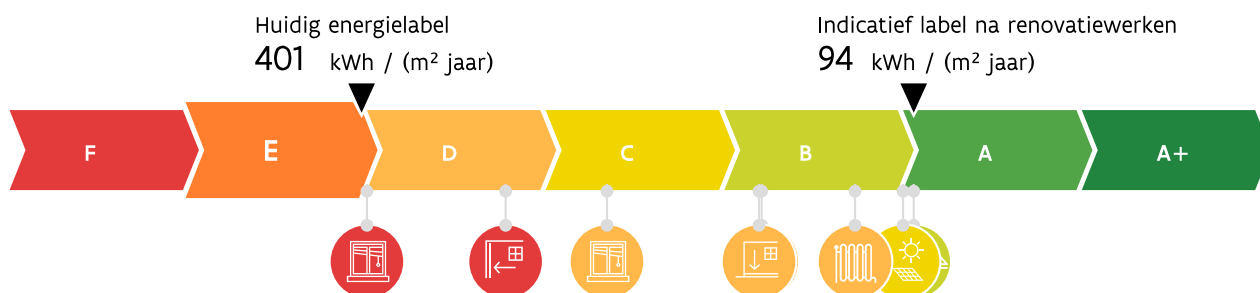 Huidig energielabel
401 kWh / (m² jaar)
Indicatief label na renovatiewerken
94 kWh / (m² jaar)
F E D C B A A+